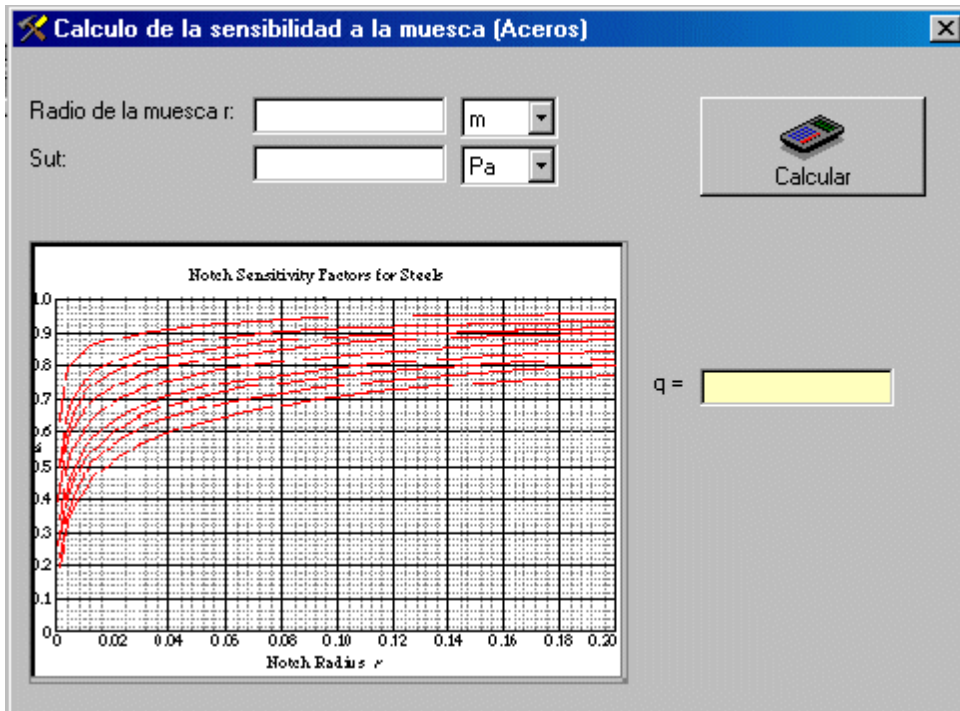 Calculo de la sensibilidad a la muesca (Aceros)
Radio de la muesca r:
m
Sut:
Pa
Calcular
Notch Sensitivity Factors for Steels
1.0
0.9
0.8
0.7
0.6
0.5
0.4
0.3
0.2
0.1
0
0 0.02 0.04 0.06 0.08 0.10 0.12 0.14 0.16 0.18 0.20
Notch Radius r
q =